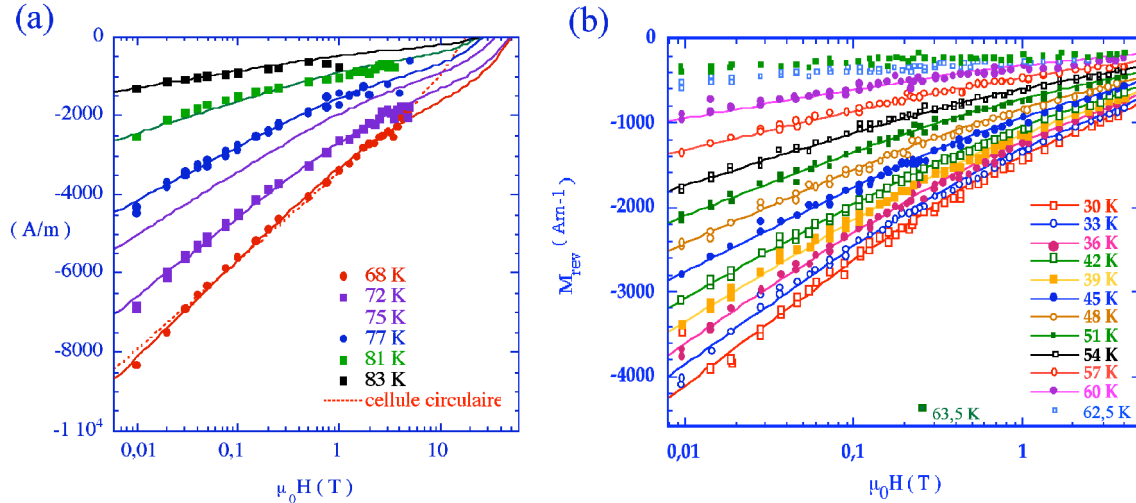 (a)
0
-2000
-4000
( A/m )
-6000
-8000
-1 10⁴
0,01
0,1
1
10
μ₀H ( T )
68 K
72 K
75 K
77 K
81 K
83 K
cellule circulaire
(b)
0
-1000
-2000
-3000
-4000
M_rev ( Am-1 )
0,01
0,1
1
μ₀H ( T )
30 K
33 K
36 K
42 K
39 K
45 K
48 K
51 K
54 K
57 K
60 K
63,5 K
62,5 K